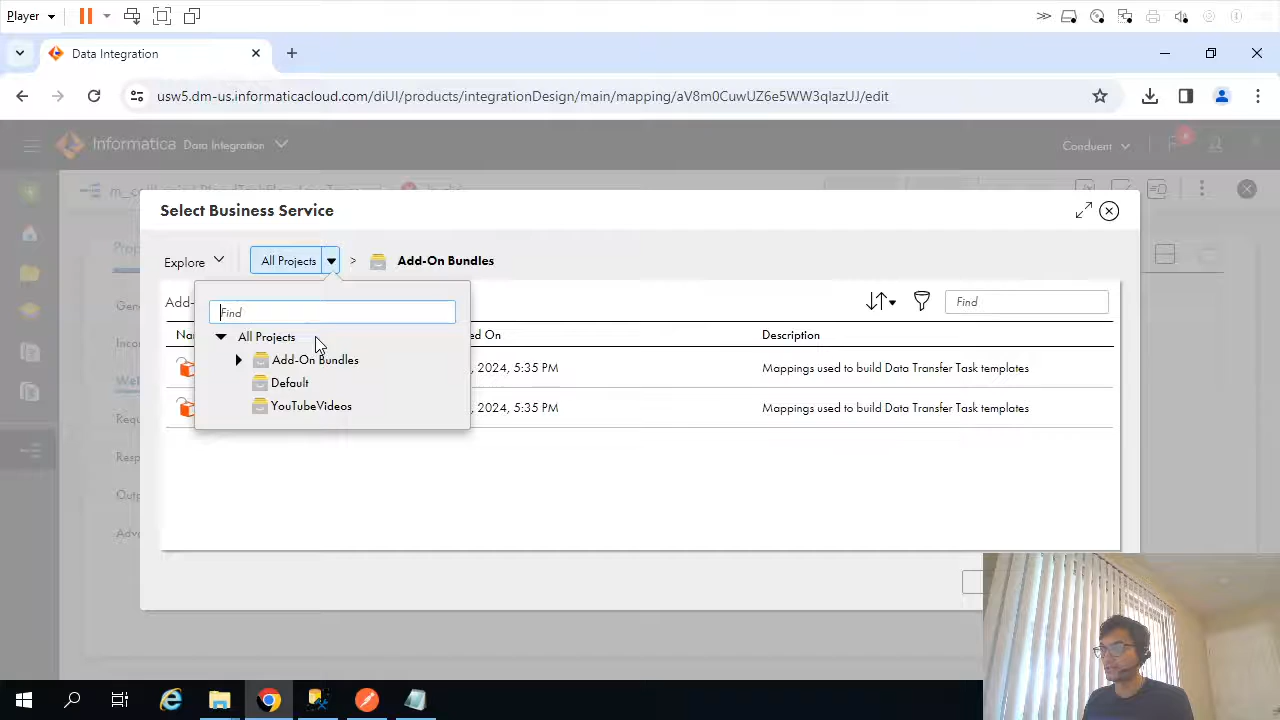 Player
Data Integration
usw5.dm-us.informaticacloud.com/diUI/products/integrationDesign/main/mapping/aV8m0CuwUZ6e5WW3qIazUJ/edit
Informatica Data Integration
Conduent
Select Business Service
Explore
All Projects > Add-On Bundles
Find
Add-
Find
All Projects
Add-On Bundles
Default
YouTubeVideos
Na
ed On
Description
, 2024, 5:35 PM
Mappings used to build Data Transfer Task templates
, 2024, 5:35 PM
Mappings used to build Data Transfer Task templates